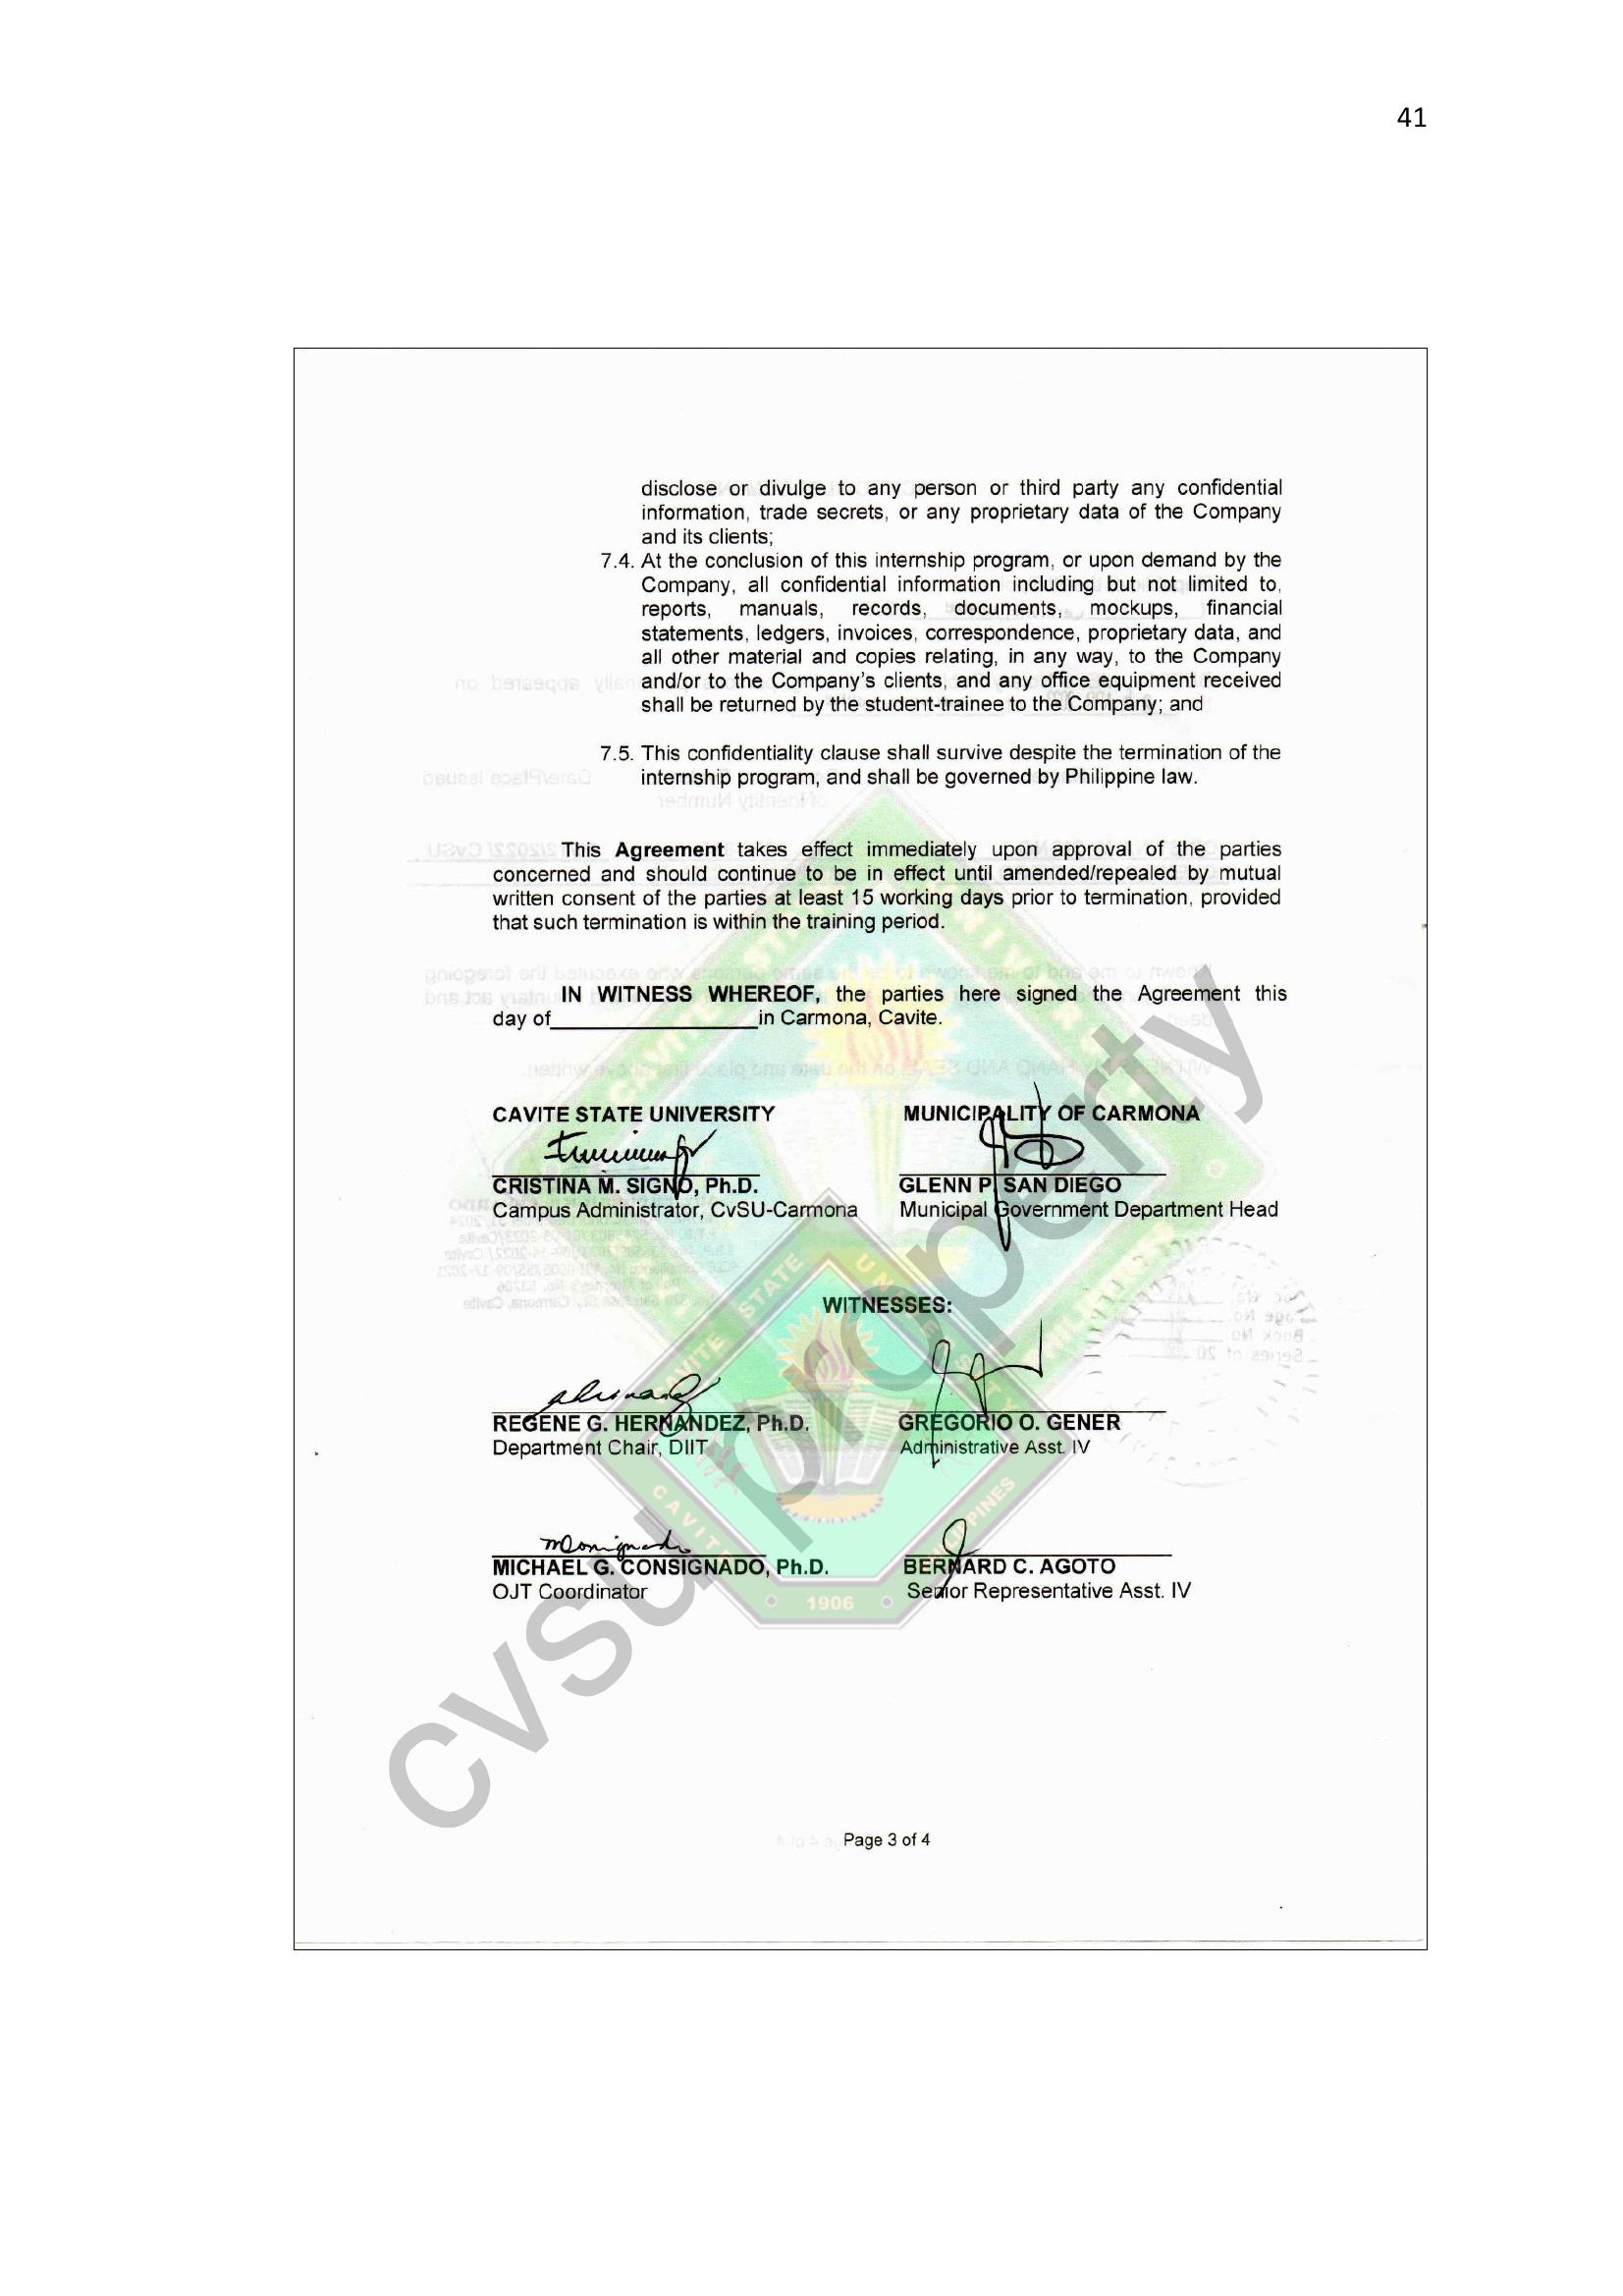 41
disclose or divulge to any person or third party any confidential
information, trade secrets, or any proprietary data of the Company
and its clients;
7.4. At the conclusion of this internship program, or upon demand by the
Company, all confidential information including but not limited to,
reports, manuals, records, documents, mockups, financial
statements, ledgers, invoices, correspondence, proprietary data, and
all other material and copies relating, in any way, to the Company
and/or to the Company's clients, and any office equipment received
shall be returned by the student-trainee to the Company; and
7.5. This confidentiality clause shall survive despite the termination of the
internship program, and shall be governed by Philippine law.
This Agreement takes effect immediately upon approval of the parties
concerned and should continue to be in effect until amended/repealed by mutual
written consent of the parties at least 15 working days prior to termination, provided
that such termination is within the training period.
IN WITNESS WHEREOF, the parties here signed the Agreement this
day of____________________in Carmona, Cavite.
CAVITE STATE UNIVERSITY
MUNICIPALITY OF CARMONA
CRISTINA M. SIGNO, Ph.D.
Campus Administrator, CvSU-Carmona
GLENN P. SAN DIEGO
Municipal Government Department Head
WITNESSES:
REGENE G. HERNANDEZ, Ph.D.
Department Chair, DIIT
GREGORIO O. GENER
Administrative Asst. IV
MICHAEL G. CONSIGNADO, Ph.D.
OJT Coordinator
BERNARD C. AGOTO
Senior Representative Asst. IV
1906
cvsu property
Page 3 of 4